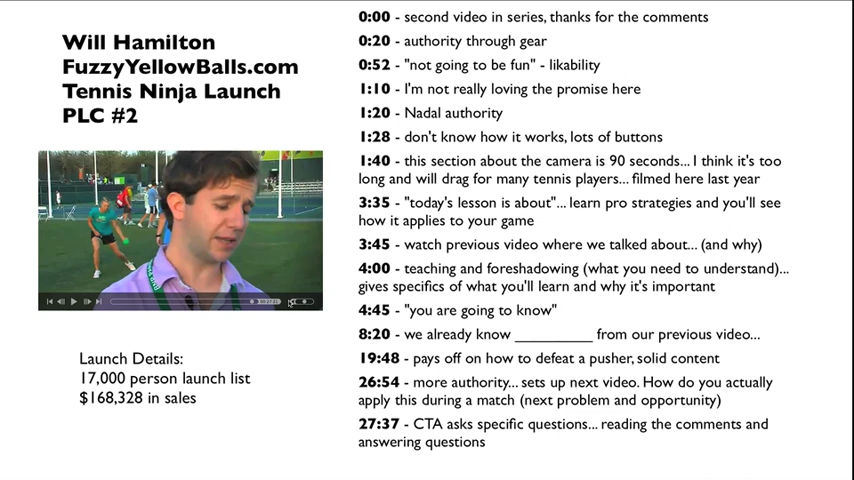 Will Hamilton
FuzzyYellowBalls.com
Tennis Ninja Launch
PLC #2
Launch Details:
17,000 person launch list
$168,328 in sales
0:00 - second video in series, thanks for the comments
0:20 - authority through gear
0:52 - "not going to be fun" - likability
1:10 - I'm not really loving the promise here
1:20 - Nadal authority
1:28 - don't know how it works, lots of buttons
1:40 - this section about the camera is 90 seconds... I think it's too
long and will drag for many tennis players... filmed here last year
3:35 - "today's lesson is about"... learn pro strategies and you'll see
how it applies to your game
3:45 - watch previous video where we talked about... (and why)
4:00 - teaching and foreshadowing (what you need to understand)...
gives specifics of what you'll learn and why it's important
4:45 - "you are going to know"
8:20 - we already know __________ from our previous video...
19:48 - pays off on how to defeat a pusher, solid content
26:54 - more authority... sets up next video. How do you actually
apply this during a match (next problem and opportunity)
27:37 - CTA asks specific questions... reading the comments and
answering questions